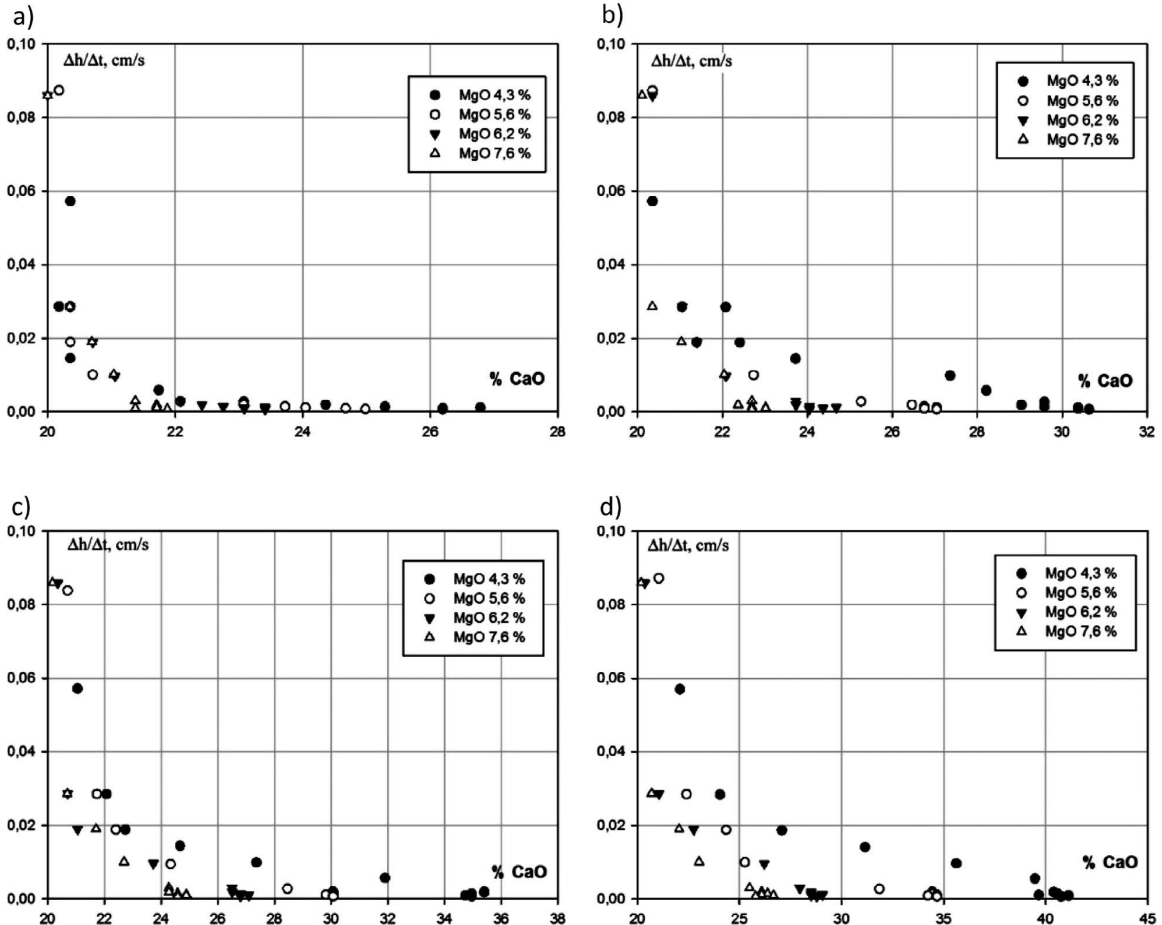 a)
0,10
Δh/Δt, cm/s
MgO 4,3 %
MgO 5,6 %
MgO 6,2 %
MgO 7,6 %
0,08
0,06
0,04
0,02
0,00
% CaO
20 22 24 26 28
b)
0,10
Δh/Δt, cm/s
MgO 4,3 %
MgO 5,6 %
MgO 6,2 %
MgO 7,6 %
0,08
0,06
0,04
0,02
0,00
% CaO
20 22 24 26 28 30 32
c)
0,10
Δh/Δt, cm/s
MgO 4,3 %
MgO 5,6 %
MgO 6,2 %
MgO 7,6 %
0,08
0,06
0,04
0,02
0,00
% CaO
20 22 24 26 28 30 32 34 36 38
d)
0,10
Δh/Δt, cm/s
MgO 4,3 %
MgO 5,6 %
MgO 6,2 %
MgO 7,6 %
0,08
0,06
0,04
0,02
0,00
% CaO
20 25 30 35 40 45